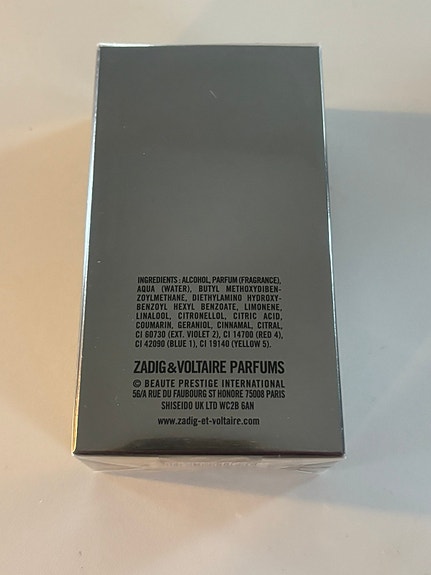 INGREDIENTS : ALCOHOL, PARFUM (FRAGRANCE),
AQUA (WATER), BUTYL METHOXYDIBEN-
ZOYLMETHANE, DIETHYLAMINO HYDROXY-
BENZOYL HEXYL BENZOATE, LIMONENE,
LINALOOL, CITRONELLOL, CITRIC ACID,
COUMARIN, GERANIOL, CINNAMAL, CITRAL,
CI 60730 (EXT. VIOLET 2), CI 14700 (RED 4),
CI 42090 (BLUE 1), CI 19140 (YELLOW 5).
ZADIG&VOLTAIRE PARFUMS
© BEAUTE PRESTIGE INTERNATIONAL
56/A RUE DU FAUBOURG ST HONORE 75008 PARIS
SHISEIDO UK LTD WC2B 6AN
www.zadig-et-voltaire.com